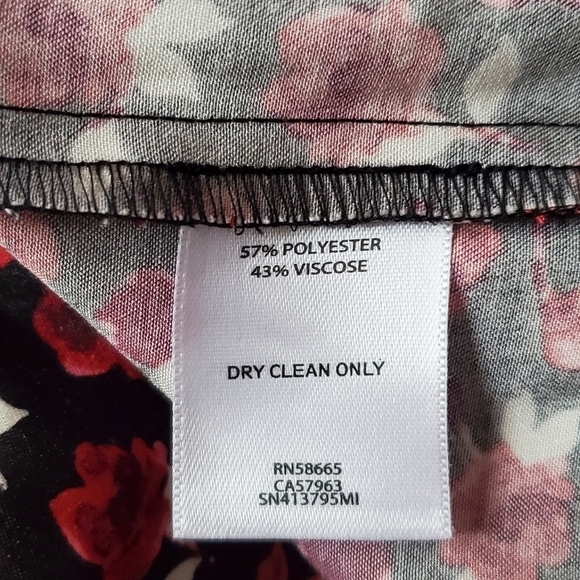 57% POLYESTER
43% VISCOSE
DRY CLEAN ONLY
RN58665
CA57963
SN413795MI